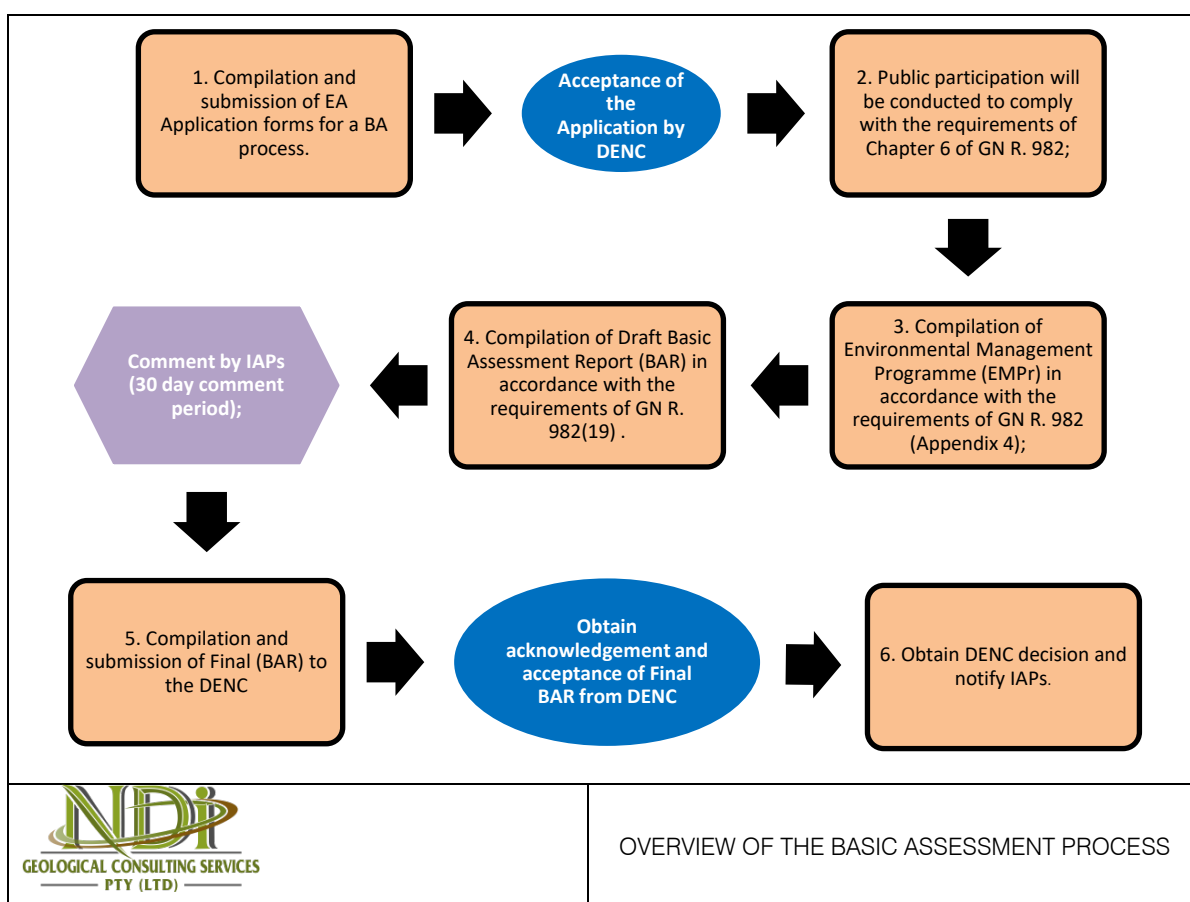 1. Compilation and
submission of EA
Application forms for a BA
process.
Acceptance of
the
Application by
DENC
2. Public participation will
be conducted to comply
with the requirements of
Chapter 6 of GN R. 982;
3. Compilation of
Environmental Management
Programme (EMPr) in
accordance with the
requirements of GN R. 982
(Appendix 4);
4. Compilation of Draft Basic
Assessment Report (BAR) in
accordance with the
requirements of GN R.
982(19) .
Comment by IAPs
(30 day comment
period);
5. Compilation and
submission of Final (BAR) to
the DENC
Obtain
acknowledgement and
acceptance of Final
BAR from DENC
6. Obtain DENC decision and
notify IAPs.
NDi
GEOLOGICAL CONSULTING SERVICES
PTY (LTD)
OVERVIEW OF THE BASIC ASSESSMENT PROCESS